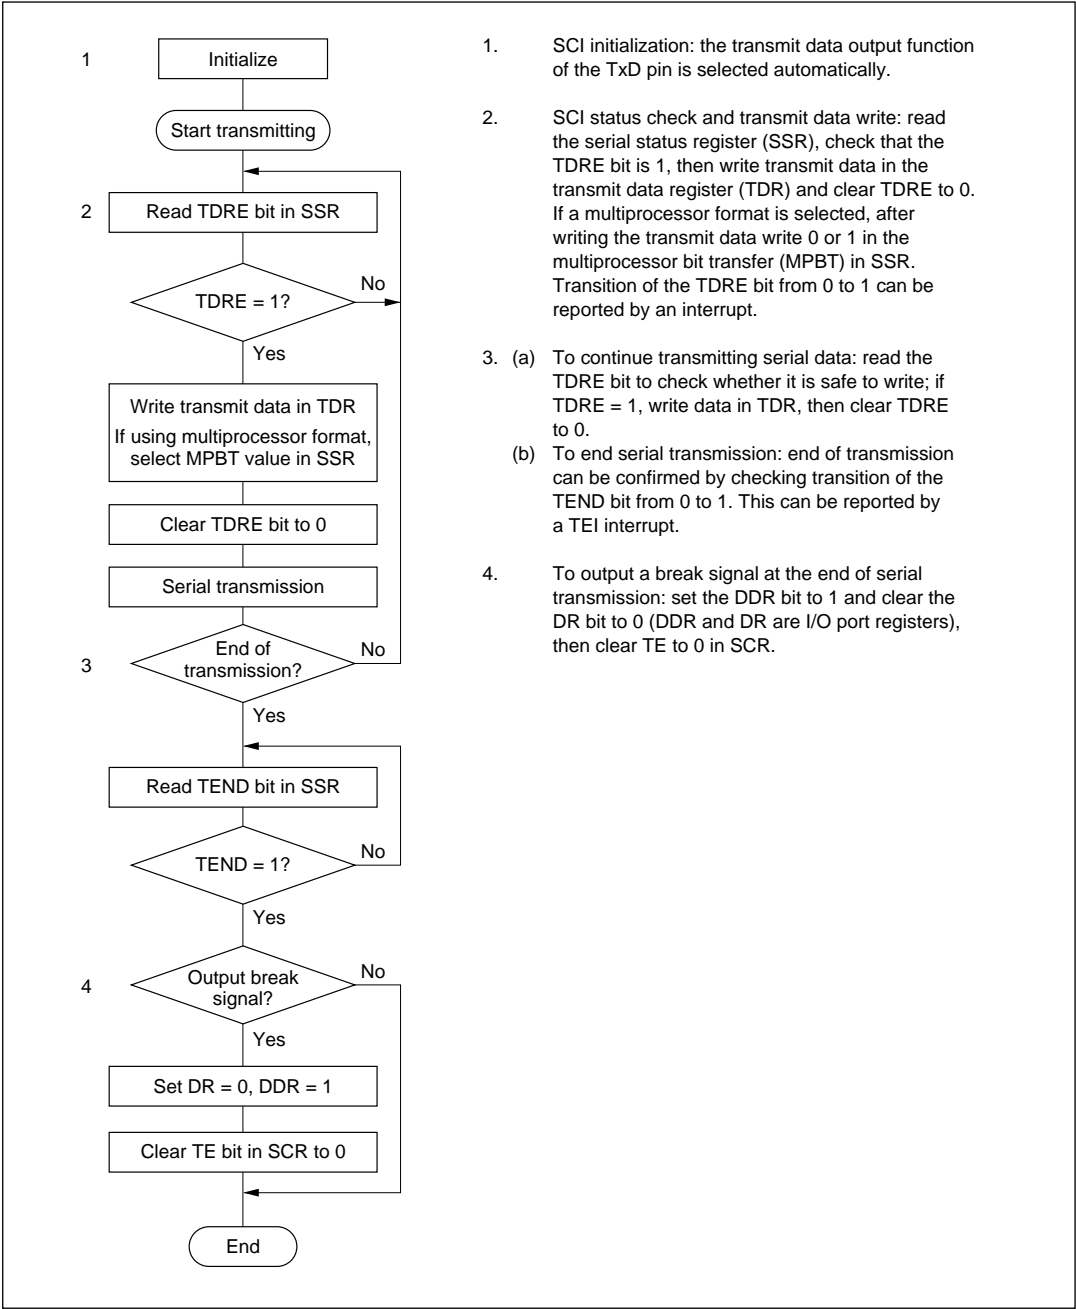 1
Initialize
Start transmitting
2
Read TDRE bit in SSR
TDRE = 1?
No
Yes
Write transmit data in TDR
If using multiprocessor format,
select MPBT value in SSR
Clear TDRE bit to 0
Serial transmission
3
End of
transmission?
No
Yes
Read TEND bit in SSR
TEND = 1?
No
Yes
4
Output break
signal?
No
Yes
Set DR = 0, DDR = 1
Clear TE bit in SCR to 0
End
1. SCI initialization: the transmit data output function
of the TxD pin is selected automatically.
2. SCI status check and transmit data write: read
the serial status register (SSR), check that the
TDRE bit is 1, then write transmit data in the
transmit data register (TDR) and clear TDRE to 0.
If a multiprocessor format is selected, after
writing the transmit data write 0 or 1 in the
multiprocessor bit transfer (MPBT) in SSR.
Transition of the TDRE bit from 0 to 1 can be
reported by an interrupt.
3. (a) To continue transmitting serial data: read the
TDRE bit to check whether it is safe to write; if
TDRE = 1, write data in TDR, then clear TDRE
to 0.
(b) To end serial transmission: end of transmission
can be confirmed by checking transition of the
TEND bit from 0 to 1. This can be reported by
a TEI interrupt.
4. To output a break signal at the end of serial
transmission: set the DDR bit to 1 and clear the
DR bit to 0 (DDR and DR are I/O port registers),
then clear TE to 0 in SCR.